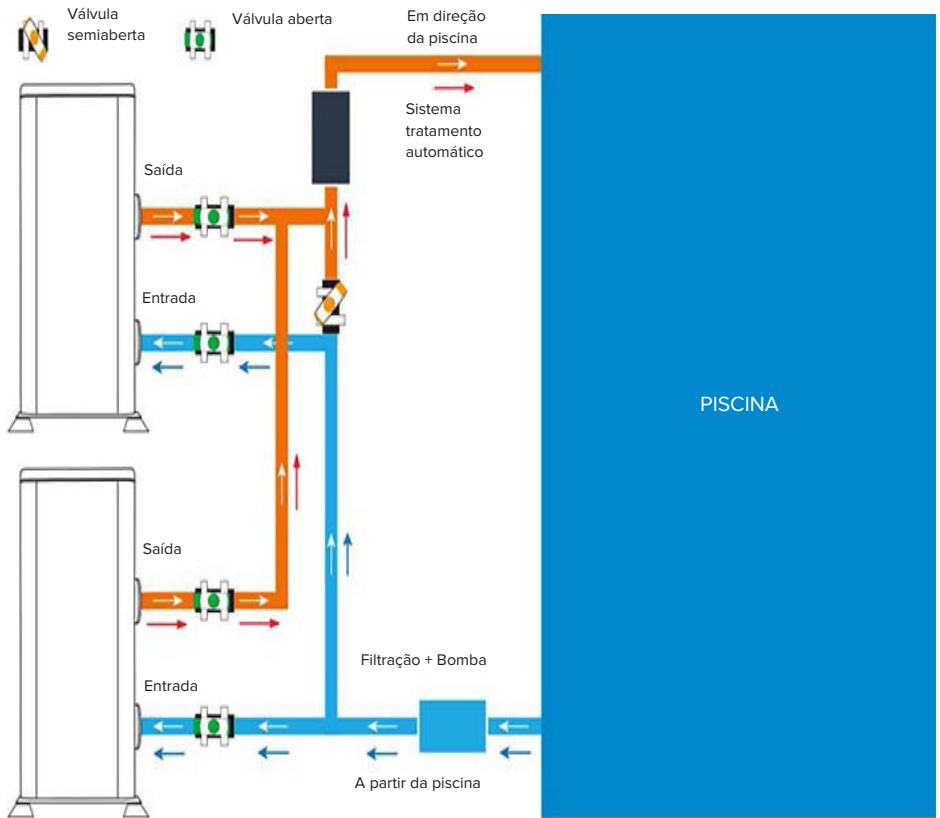 Válvula
semiaberta
Válvula aberta
Em direção
da piscina
Sistema
tratamento
automático
Saída
Entrada
PISCINA
Saída
Entrada
Filtração + Bomba
A partir da piscina